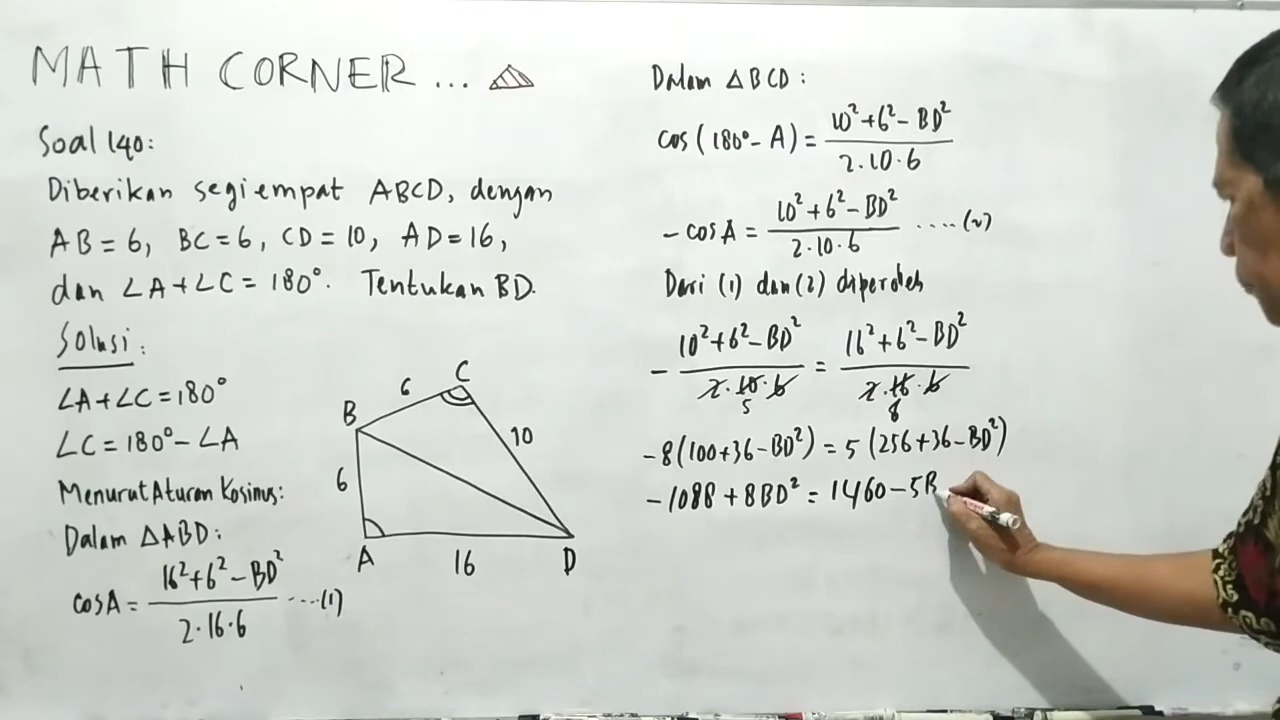 MATH CORNER ...
Soal 140:
Diberikan segiempat ABCD, dengan
AB = 6, BC = 6, CD = 10, AD = 16,
dan ∠A + ∠C = 180°. Tentukan BD.
Solusi:
∠A + ∠C = 180°
∠C = 180° - ∠A
Menurut Aturan Kosinus:
Dalam △ABD:
cos A = (16² + 6² - BD²) / (2·16·6) ....(1)
B
6
C
10
6
A
16
D
Dalam △BCD:
cos(180° - A) = (10² + 6² - BD²) / (2·10·6)
- cos A = (10² + 6² - BD²) / (2·10·6) ....(2)
Dari (1) dan (2) diperoleh
- (10² + 6² - BD²) / (2·10·6) = (16² + 6² - BD²) / (2·16·6)
5 8
-8(100+36-BD²) = 5(256+36-BD²)
-1088 + 8BD² = 1460 - 5B